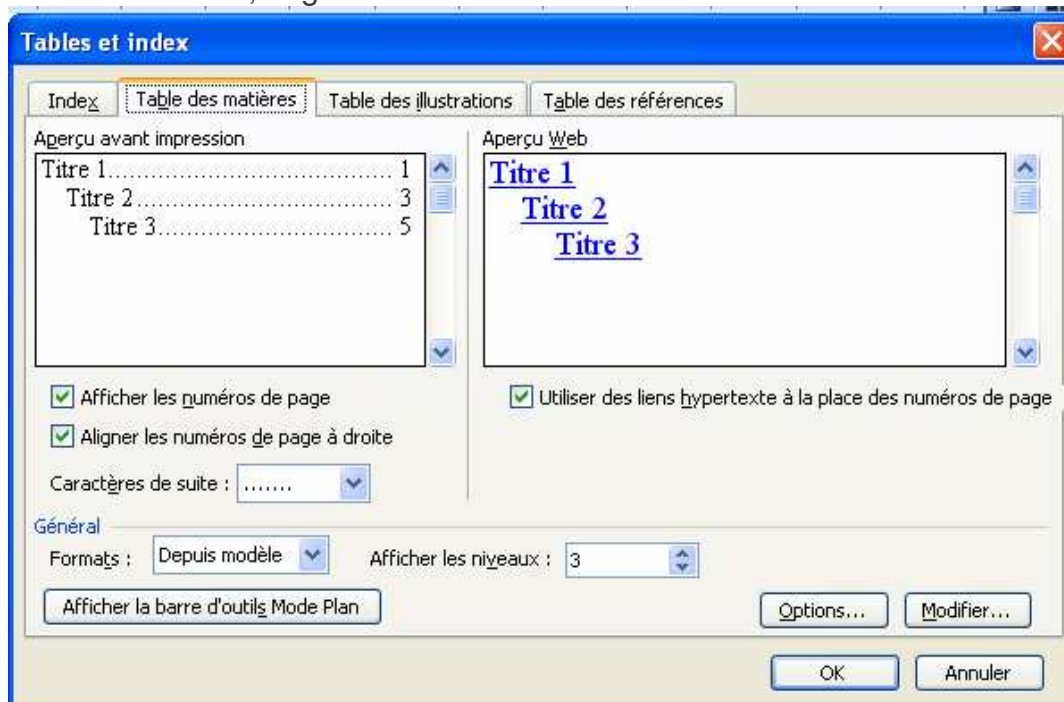 Tables et index
Index
Table des matières
Table des illustrations
Table des références
Aperçu avant impression
Titre 1........................................ 1
Titre 2.................................... 3
Titre 3................................. 5
Aperçu Web
Titre 1
Titre 2
Titre 3
Afficher les numéros de page
Aligner les numéros de page à droite
Caractères de suite : .......
Utiliser des liens hypertexte à la place des numéros de page
Général
Formats : Depuis modèle
Afficher les niveaux : 3
Afficher la barre d'outils Mode Plan
Options...
Modifier...
OK
Annuler